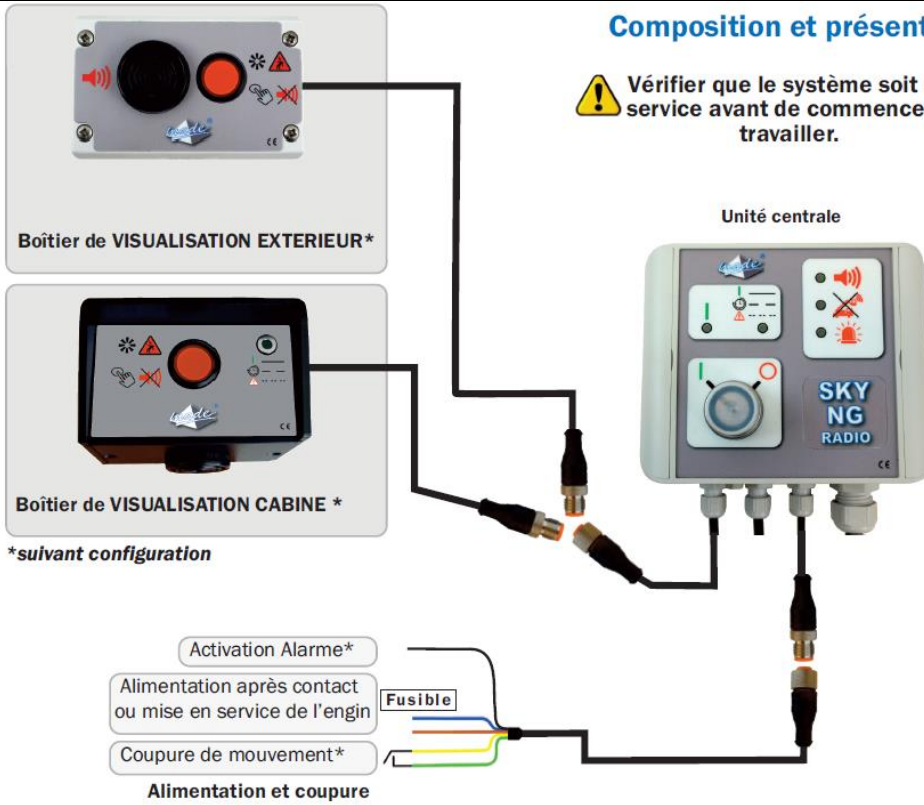 Composition et présent
Vérifier que le système soit
service avant de commence
travailler.
Unité centrale
SKY
NG
RADIO
CE
CE
Boîtier de VISUALISATION EXTERIEUR*
CE
Boîtier de VISUALISATION CABINE *
*suivant configuration
Activation Alarme*
Alimentation après contact
ou mise en service de l'engin
Fusible
Coupure de mouvement*
Alimentation et coupure